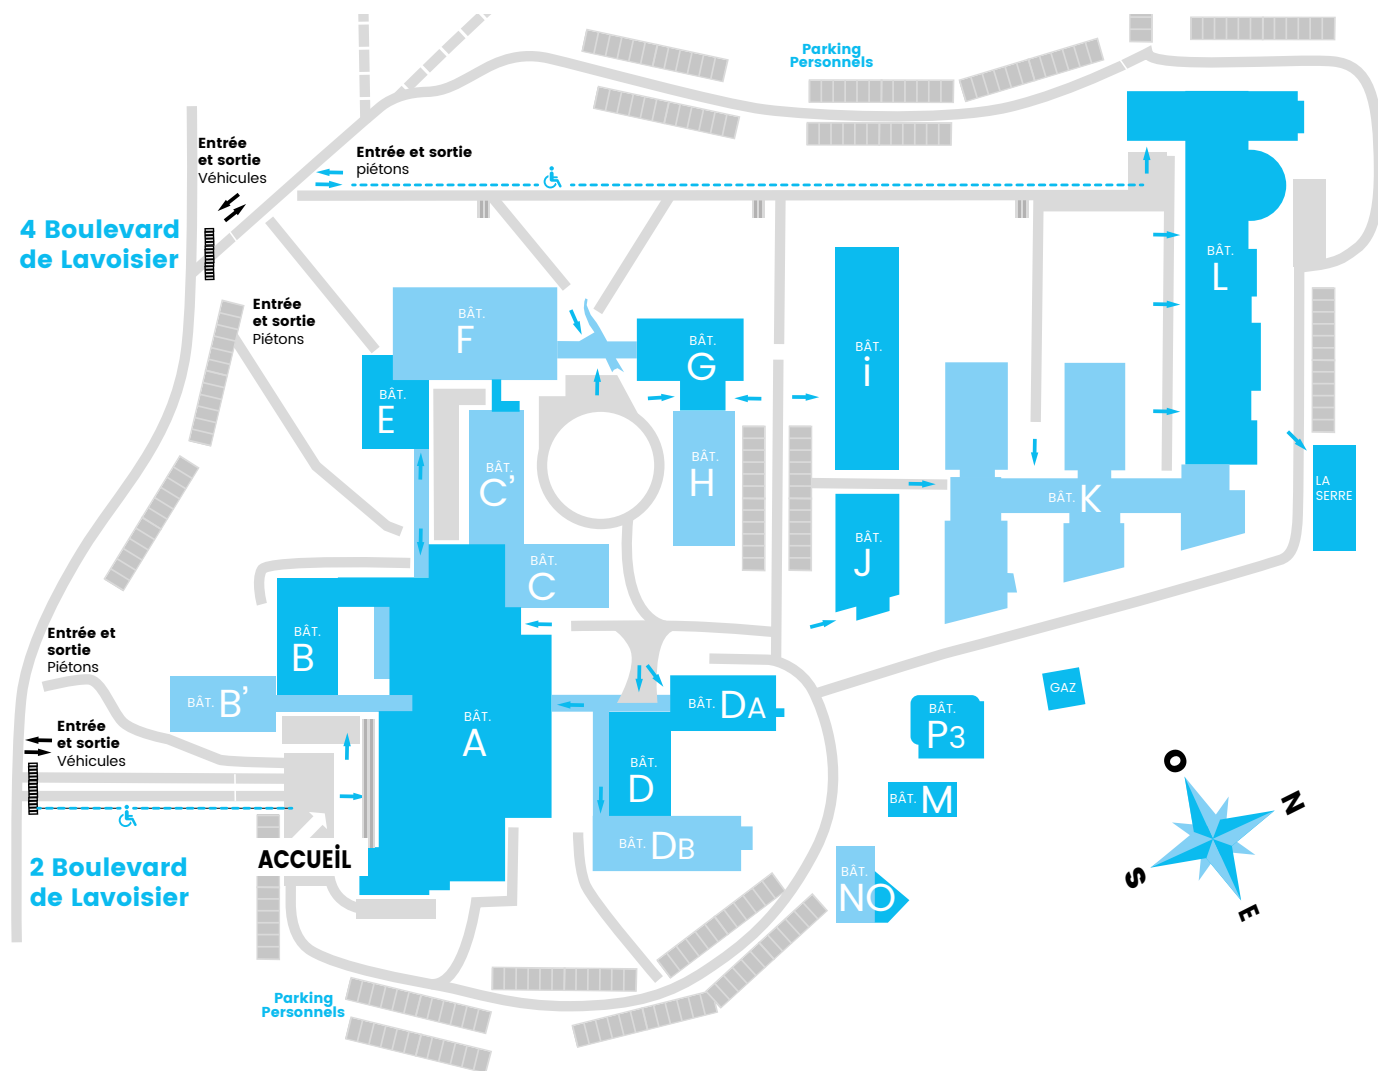 Parking
Personnels
Entrée
et sortie
Véhicules
Entrée et sortie
piétons
4 Boulevard
de Lavoisier
Entrée
et sortie
Piétons
BÂT.
L
BÂT.
F
BÂT.
G
BÂT.
i
BÂT.
E
BÂT.
C’
BÂT.
H
BÂT. K
LA
SERRE
BÂT.
J
BÂT.
C
Entrée et
sortie
Piétons
BÂT.
B
BÂT. B’
BÂT.
A
BÂT. DA
BÂT.
D
BÂT. DB
GAZ
BÂT.
P3
BÂT. M
BÂT.
NO
Entrée
et sortie
Véhicules
ACCUEiL
2 Boulevard
de Lavoisier
Parking
Personnels
O
N
S
E